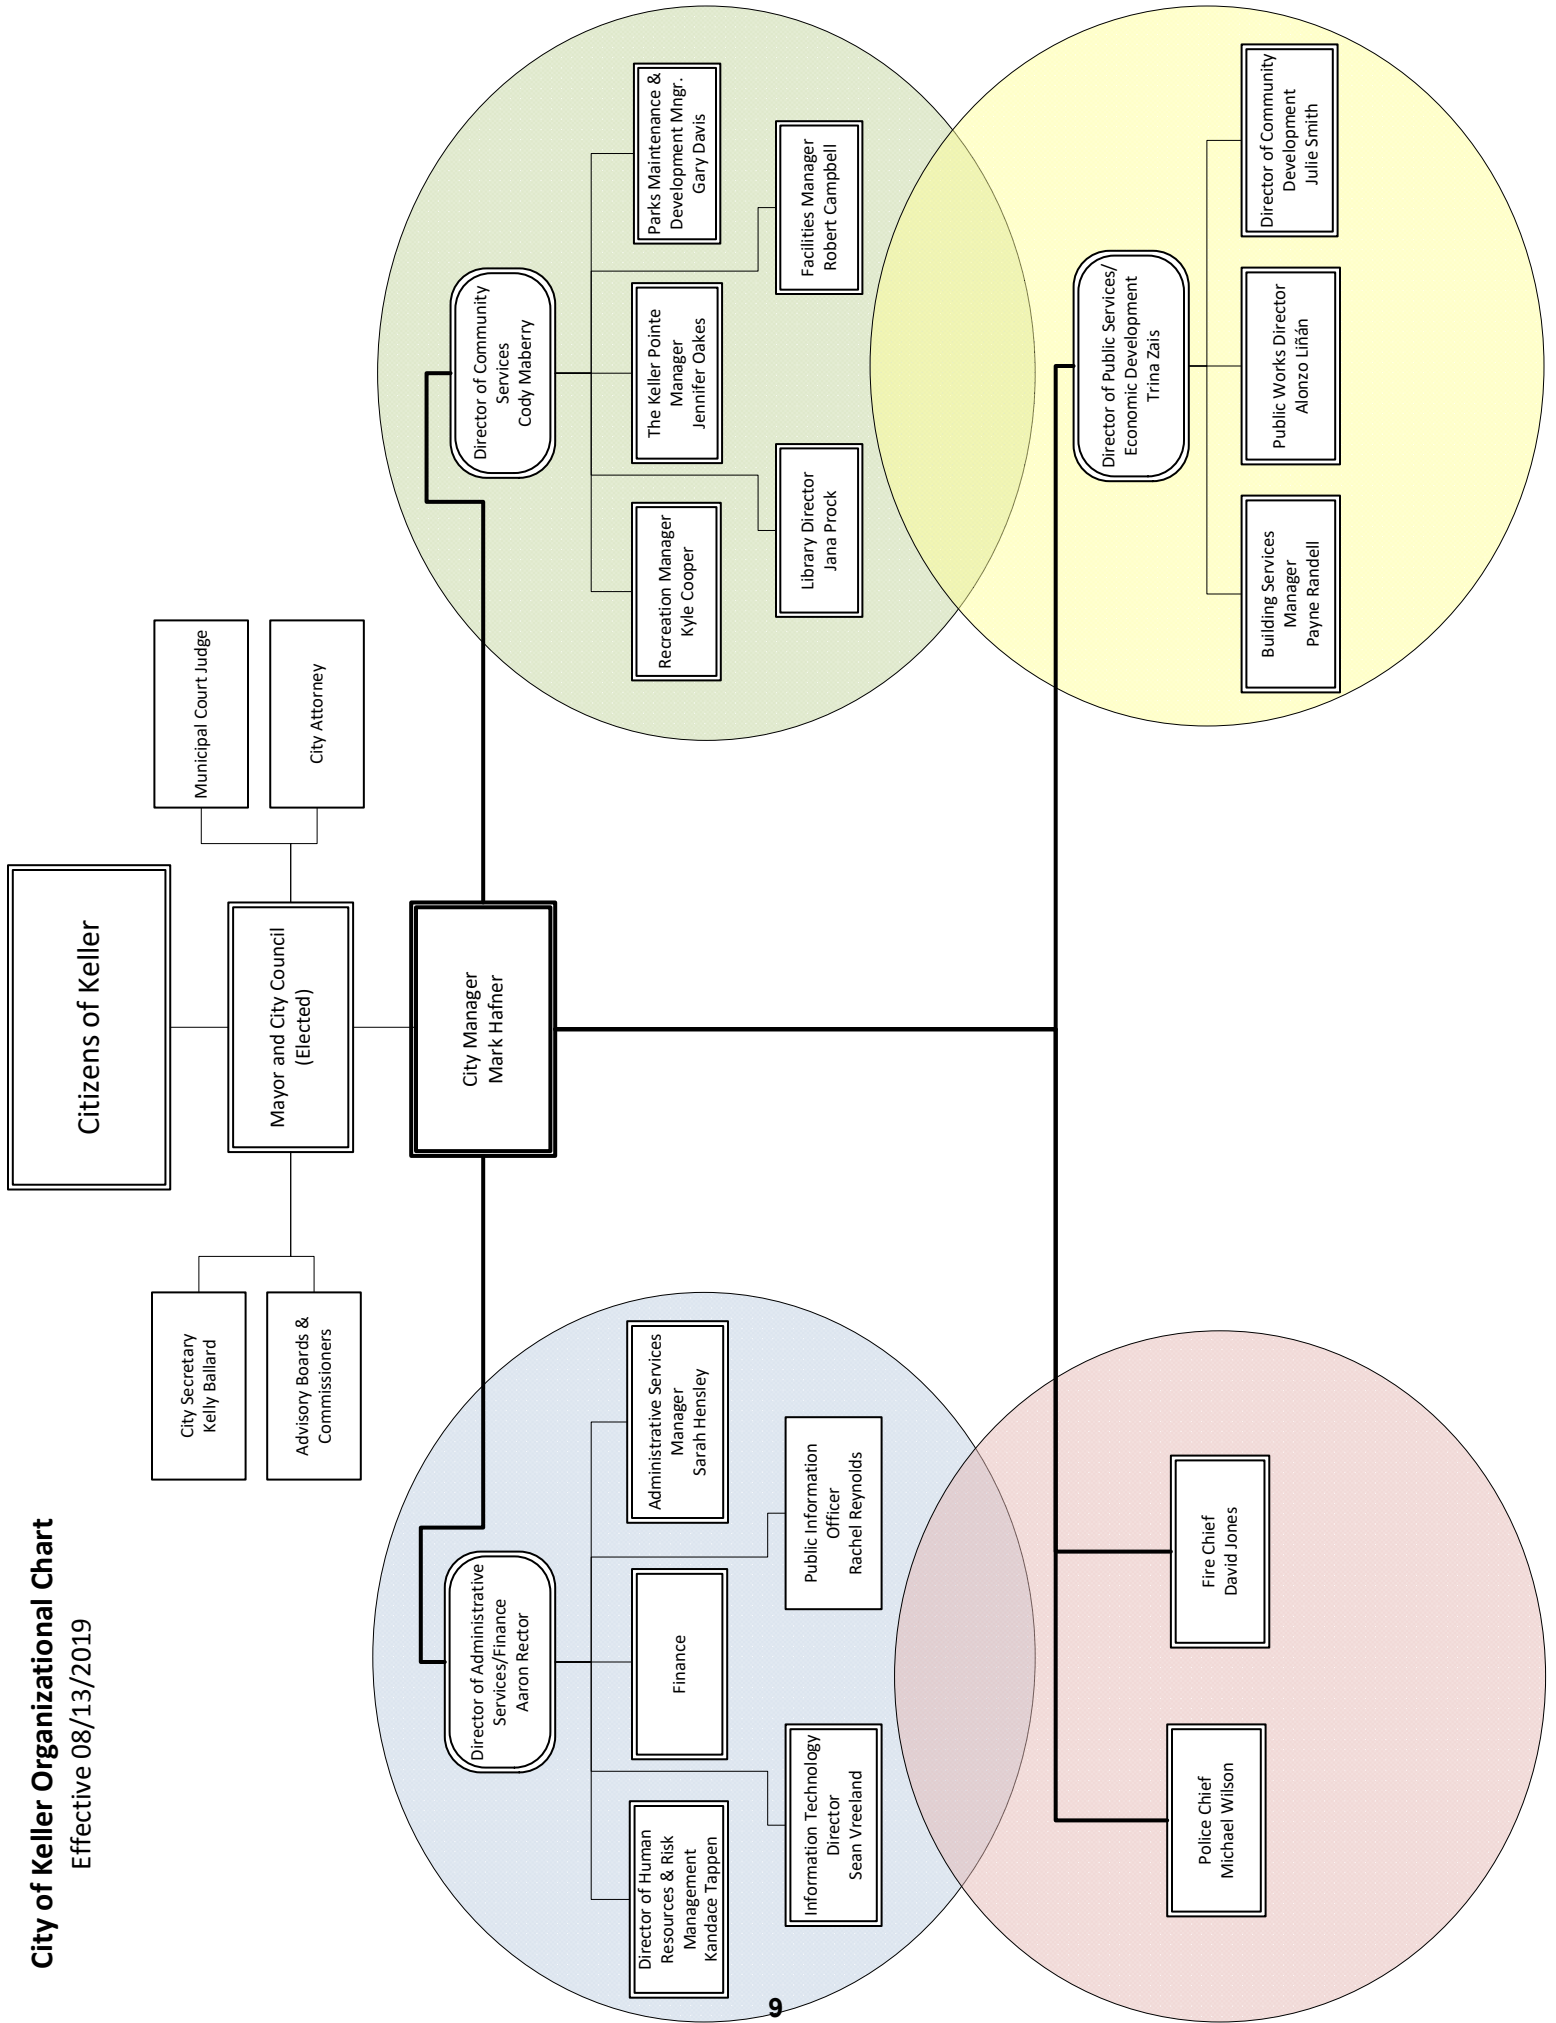 City of Keller Organizational Chart
Effective 08/13/2019
Citizens of Keller
City Secretary
Kelly Ballard
Advisory Boards &
Commissioners
Mayor and City Council
(Elected)
Municipal Court Judge
City Attorney
City Manager
Mark Hafner
Director of Administrative
Services/Finance
Aaron Rector
Director of Human
Resources & Risk
Management
Kandace Tappen
Finance
Administrative Services
Manager
Sarah Hensley
Information Technology
Director
Sean Vreeland
Public Information
Officer
Rachel Reynolds
Director of Community
Services
Cody Maberry
Recreation Manager
Kyle Cooper
The Keller Pointe
Manager
Jennifer Oakes
Parks Maintenance &
Development Mngr.
Gary Davis
Library Director
Jana Prock
Facilities Manager
Robert Campbell
Police Chief
Michael Wilson
Fire Chief
David Jones
Director of Public Services/
Economic Development
Trina Zais
Building Services
Manager
Payne Randell
Public Works Director
Alonzo Liñán
Director of Community
Development
Julie Smith
9